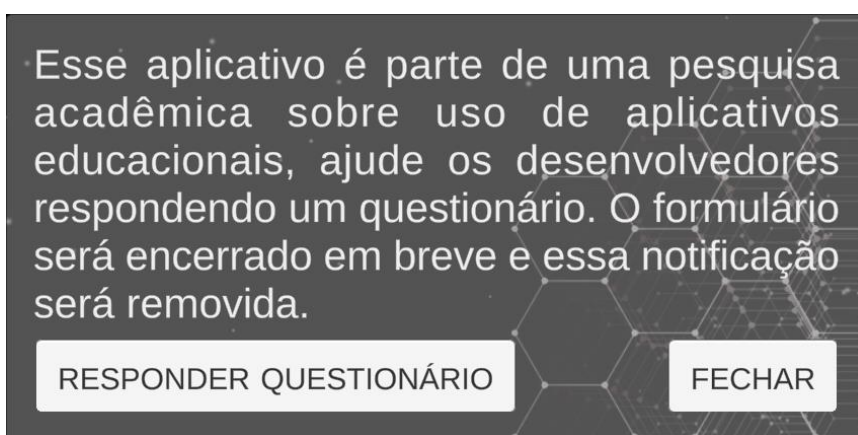 Esse aplicativo é parte de uma pesquisa
acadêmica sobre uso de aplicativos
educacionais, ajude os desenvolvedores
respondendo um questionário. O formulário
será encerrado em breve e essa notificação
será removida.
RESPONDER QUESTIONÁRIO
FECHAR